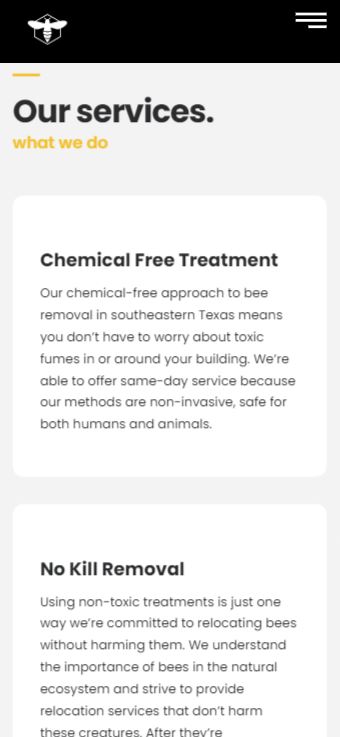 Our services.
what we do
Chemical Free Treatment
Our chemical-free approach to bee
removal in southeastern Texas means
you don't have to worry about toxic
fumes in or around your building. We're
able to offer same-day service because
our methods are non-invasive, safe for
both humans and animals.
No Kill Removal
Using non-toxic treatments is just one
way we're committed to relocating bees
without harming them. We understand
the importance of bees in the natural
ecosystem and strive to provide
relocation services that don't harm
these creatures. After they're